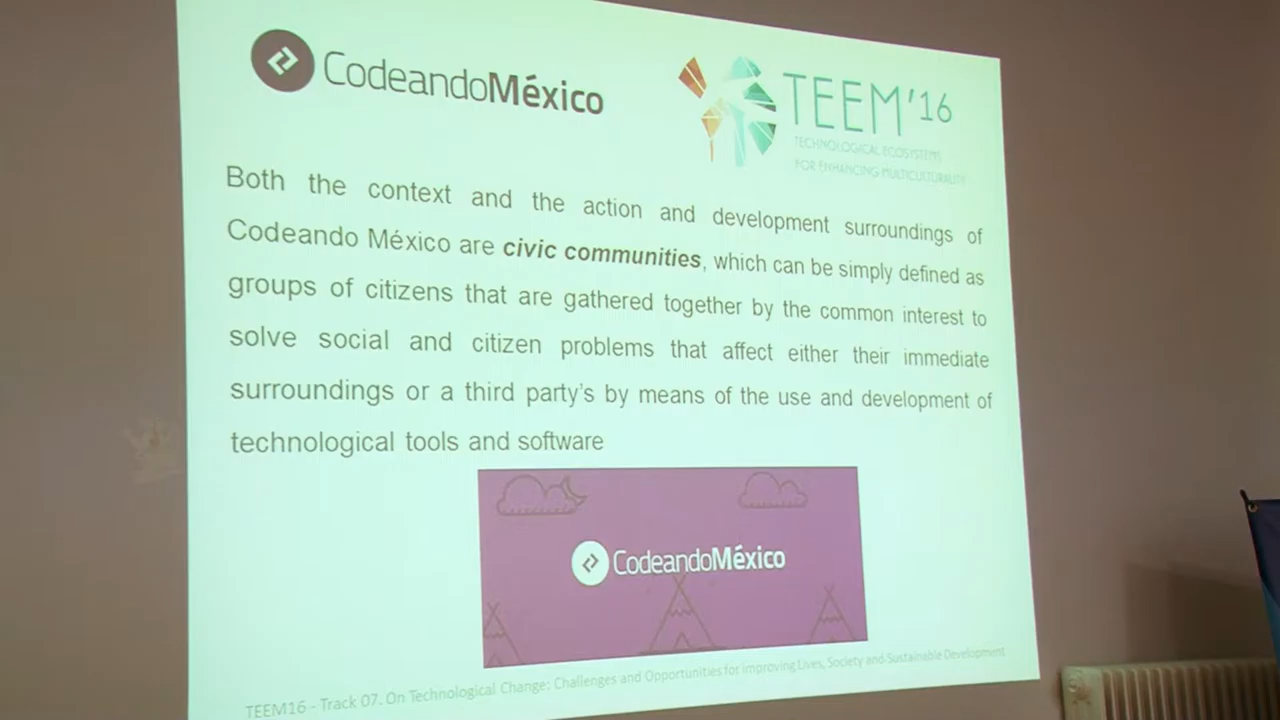 CodeandoMéxico
TEEM'16
TECHNOLOGICAL ECOSYSTEMS
FOR ENHANCING MULTICULTURALITY
Both the context and the action and development surroundings of
Codeando México are civic communities, which can be simply defined as
groups of citizens that are gathered together by the common interest to
solve social and citizen problems that affect either their immediate
surroundings or a third party's by means of the use and development of
technological tools and software
CodeandoMéxico
TEEM16 - Track 07. On Technological Change: Challenges and Opportunities for improving Lives, Society and Sustainable Development